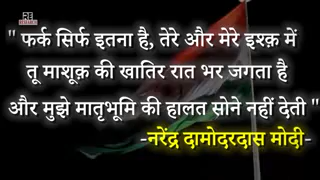 " फर्क सिर्फ इतना है, तेरे और मेरे इश्क़ में
तू माशूक़ की खातिर रात भर जगता है
और मुझे मातृभूमि की हालत सोने नहीं देती "
-नरेंद्र दामोदरदास मोदी-